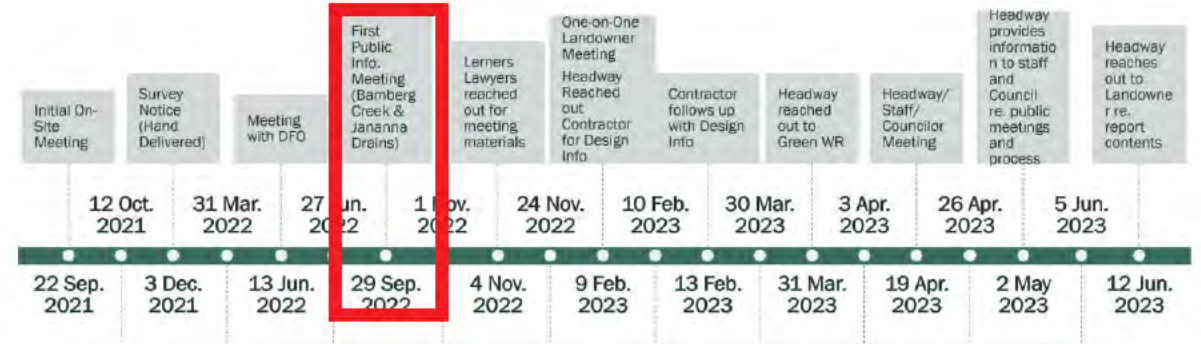 Initial On-
Site
Meeting
Survey
Notice
(Hand
Delivered)
Meeting
with DFO
First
Public
Info.
Meeting
(Bamberg
Creek &
Jananna
Drains)
Lerners
Lawyers
reached
out for
meeting
materials
One-on-One
Landowner
Meeting
Headway
Reached
out
Contractor
for Design
Info
Contractor
follows up
with Design
Info
Headway
reached
out to
Green WR
Headway/
Staff/
Councilor
Meeting
Headway
provides
informatio
n to staff
and
Council
re. public
meetings
and
process
Headway
reaches
out to
Landowne
r re.
report
contents
12 Oct.
2021
31 Mar.
2022
27 Jun.
2022
1 Nov.
2022
24 Nov.
2022
10 Feb.
2023
30 Mar.
2023
3 Apr.
2023
26 Apr.
2023
5 Jun.
2023
22 Sep.
2021
3 Dec.
2021
13 Jun.
2022
29 Sep.
2022
4 Nov.
2022
9 Feb.
2023
13 Feb.
2023
31 Mar.
2023
19 Apr.
2023
2 May
2023
12 Jun.
2023